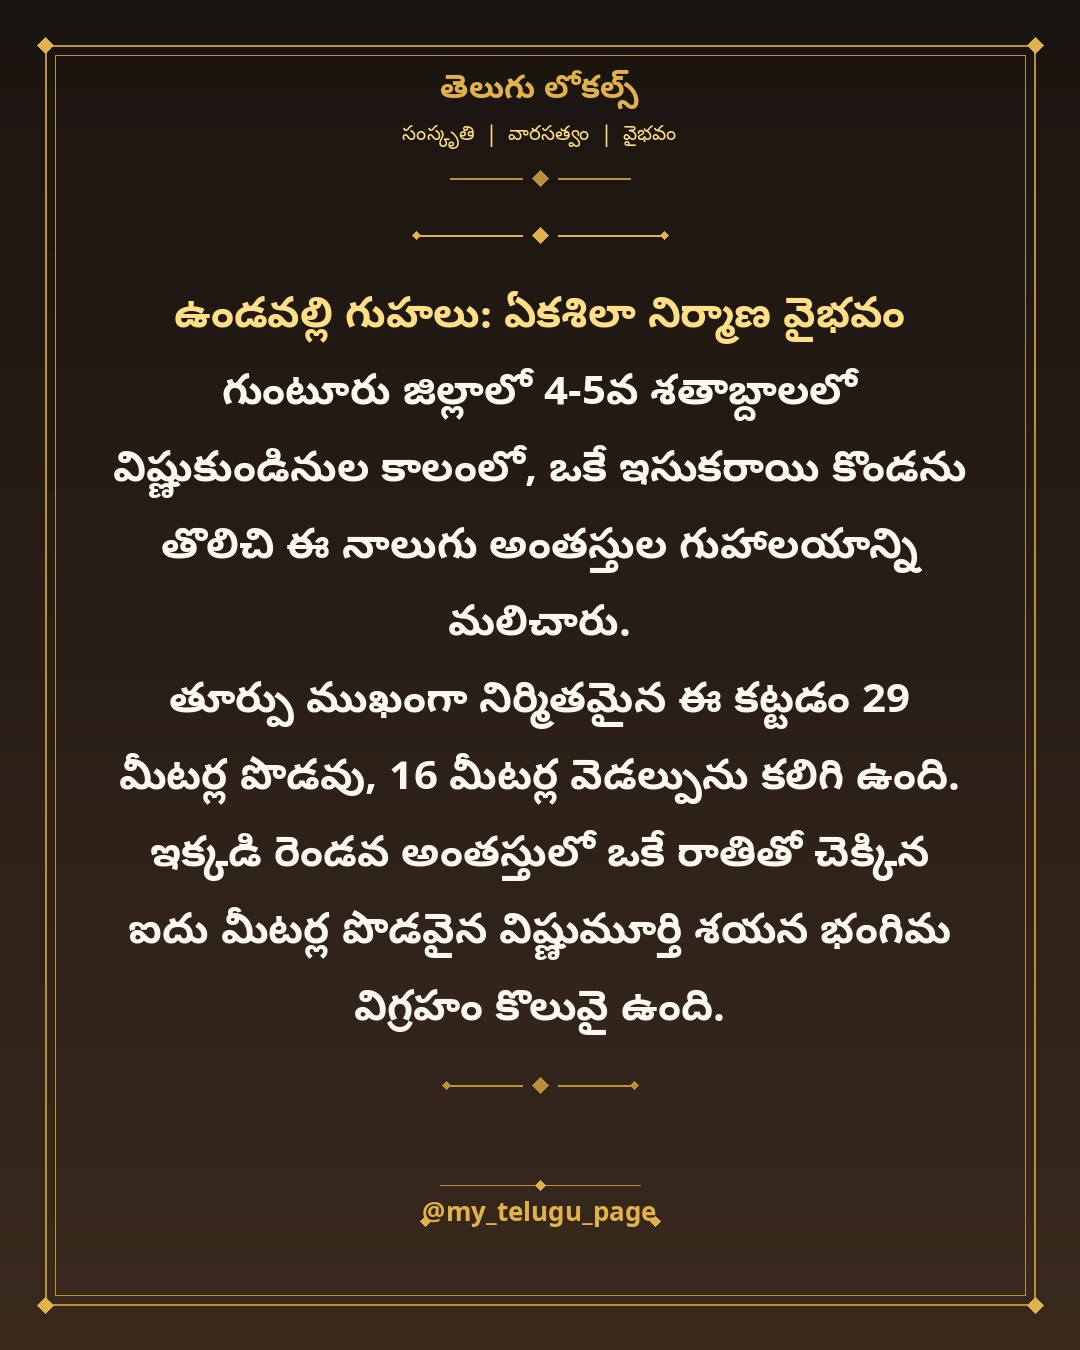 తెలుగు లోకల్స్
సంస్కృతి | వారసత్వం | వైభవం
ఉండవల్లి గుహలు: ఏకశిలా నిర్మాణ వైభవం
గుంటూరు జిల్లాలో 4-5వ శతాబ్దాలలో
విష్ణుకుండినుల కాలంలో, ఒకే ఇసుకరాయి కొండను
తొలిచి ఈ నాలుగు అంతస్తుల గుహాలయాన్ని
మలిచారు.
తూర్పు ముఖంగా నిర్మితమైన ఈ కట్టడం 29
మీటర్ల పొడవు, 16 మీటర్ల వెడల్పును కలిగి ఉంది.
ఇక్కడి రెండవ అంతస్తులో ఒకే రాతితో చెక్కిన
ఐదు మీటర్ల పొడవైన విష్ణుమూర్తి శయన భంగిమ
విగ్రహం కొలువై ఉంది.
@my_telugu_page